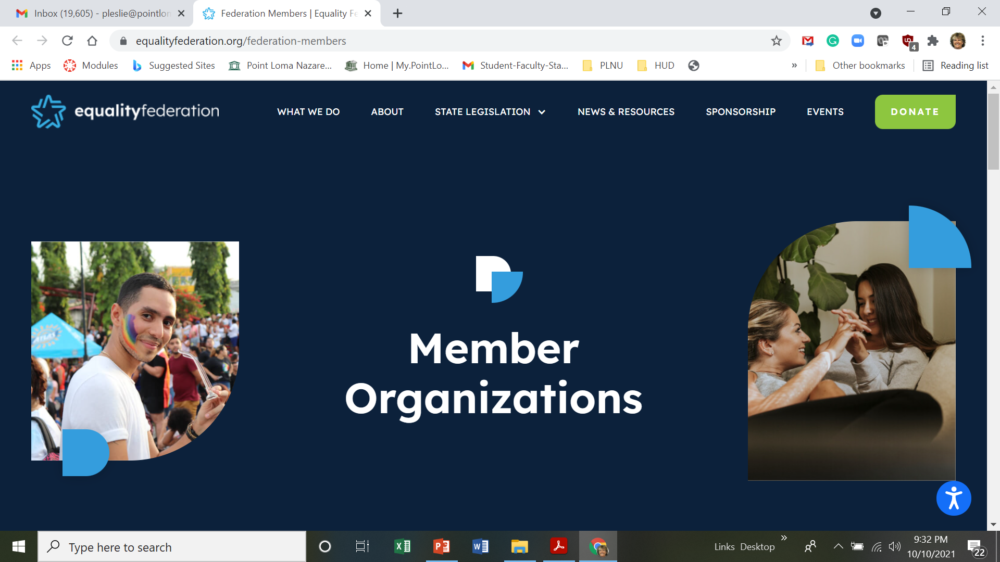 Inbox (19,605) - pleslie@pointlon
Federation Members | Equality Fe
equalityfederation.org/federation-members
4
Apps
Modules
Suggested Sites
Point Loma Nazare...
Home | My.PointLo...
Student-Faculty-Sta...
PLNU
HUD
»
Other bookmarks
Reading list
equalityfederation
WHAT WE DO
ABOUT
STATE LEGISLATION
NEWS & RESOURCES
SPONSORSHIP
EVENTS
DONATE
ATLAS
Member
Organizations
Type here to search
Links
Desktop
»
9:32 PM
10/10/2021
22